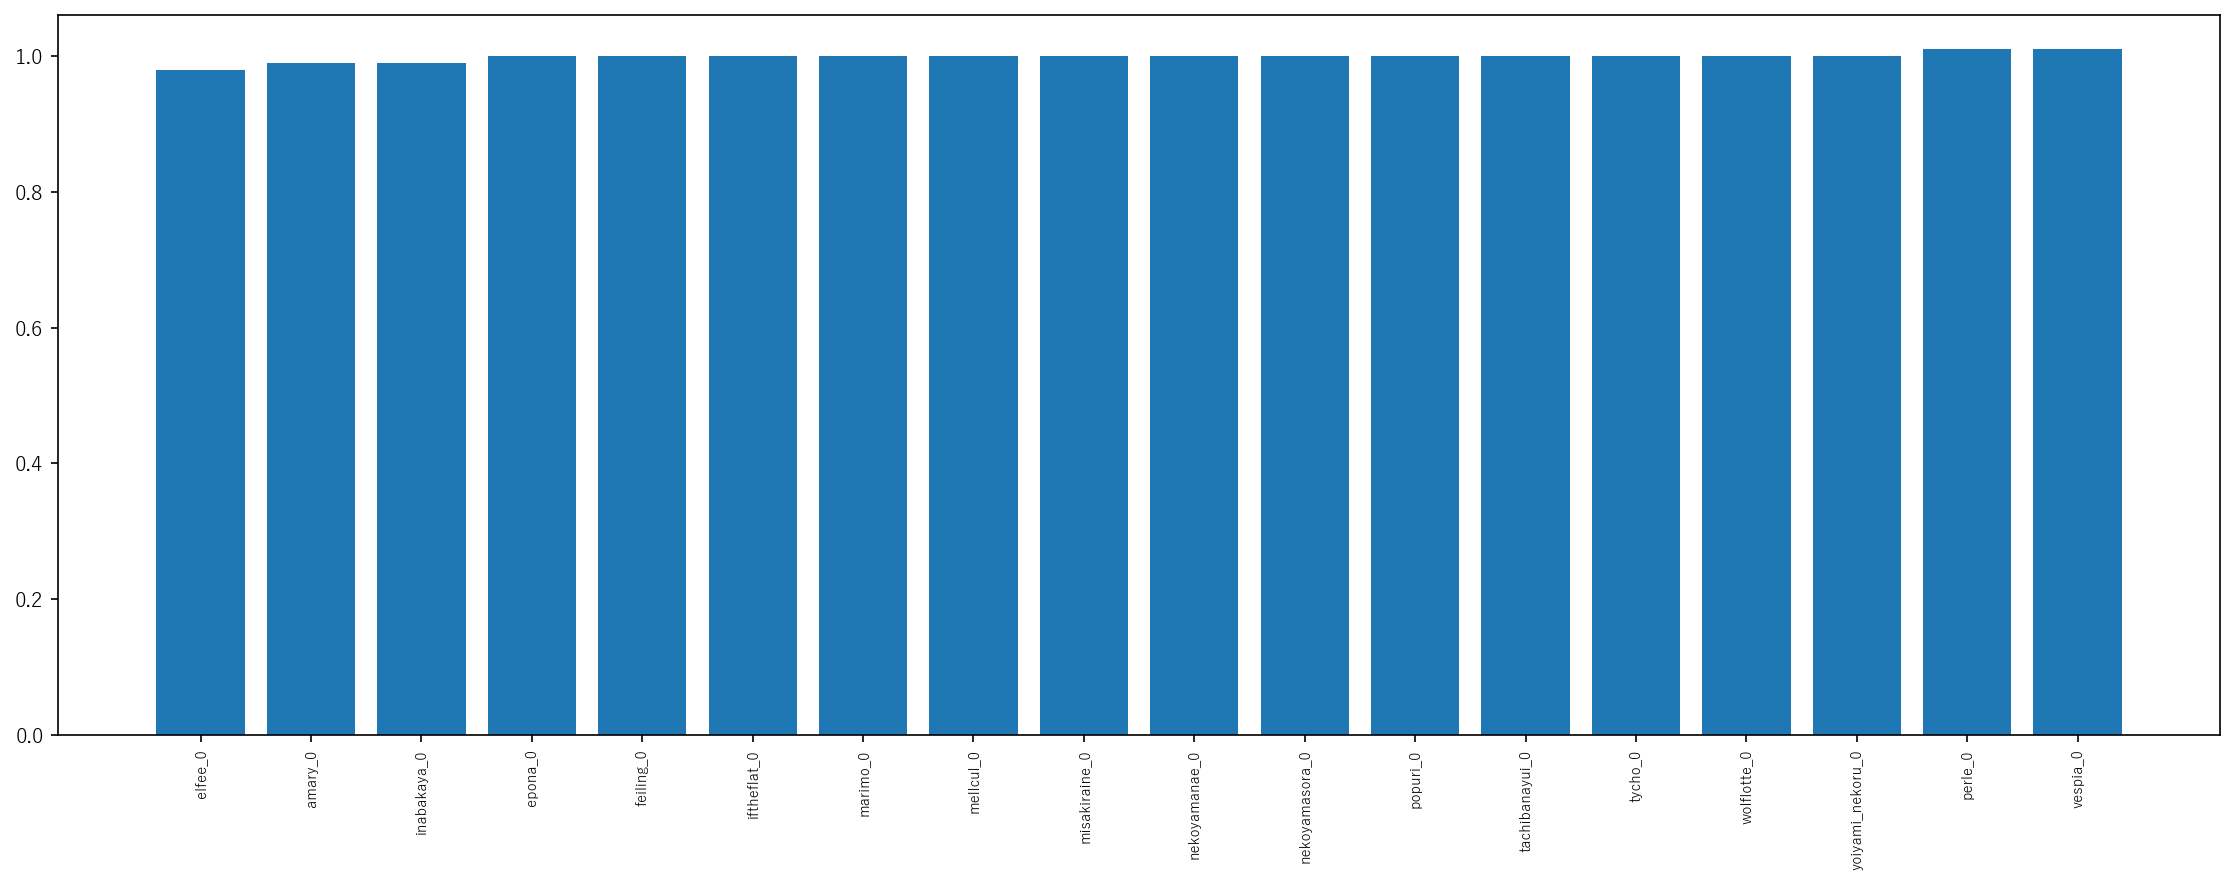 1.0
0.8
0.6
0.4
0.2
0.0
elfee_0
amary_0
inabakaya_0
epona_0
feiling_0
iftheflat_0
marimo_0
mellcul_0
misakiraine_0
nekoyamanae_0
nekoyamasora_0
popuri_0
tachibanayui_0
tycho_0
wolflotte_0
yoiyami_nekoru_0
perle_0
vespia_0